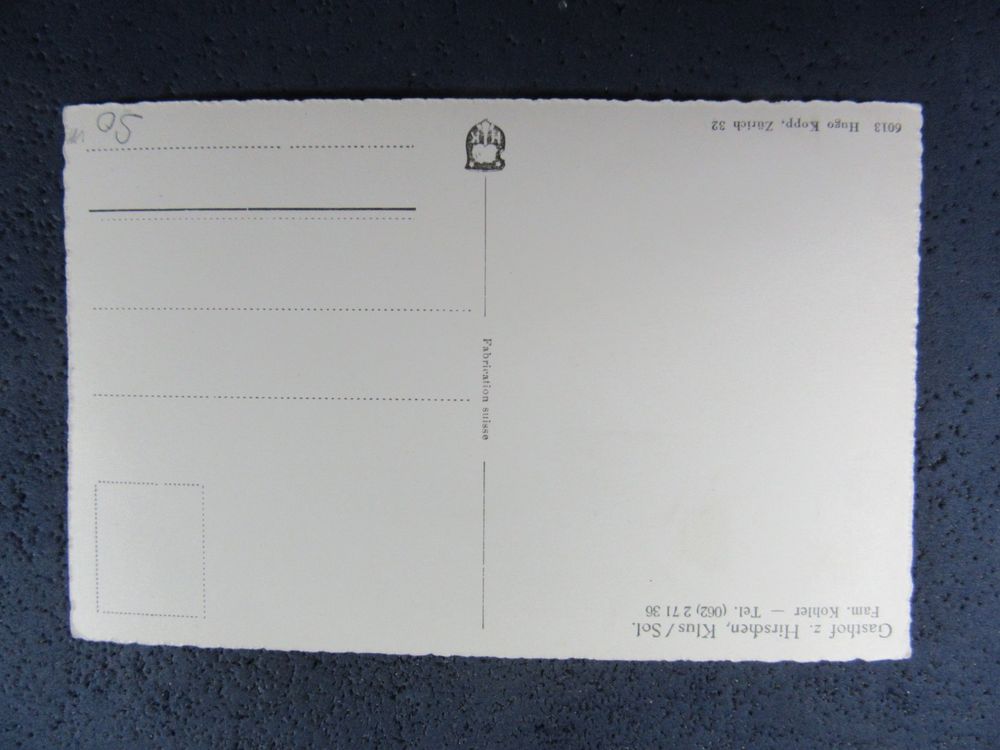 Gasthof z. Hirschen, Klus/Sol.
Fam. Kohler — Tel. (062) 2 71 36
Fabrication suisse
6013 Hugo Kopp, Zürich 32